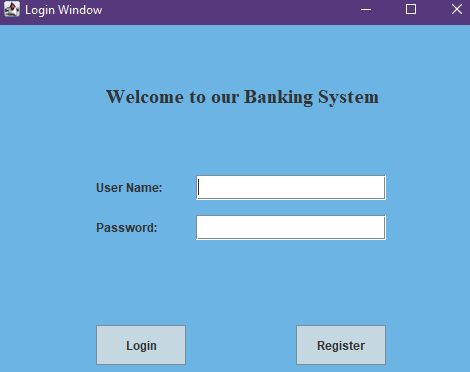 Login Window
Welcome to our Banking System
User Name:
Password:
Login
Register